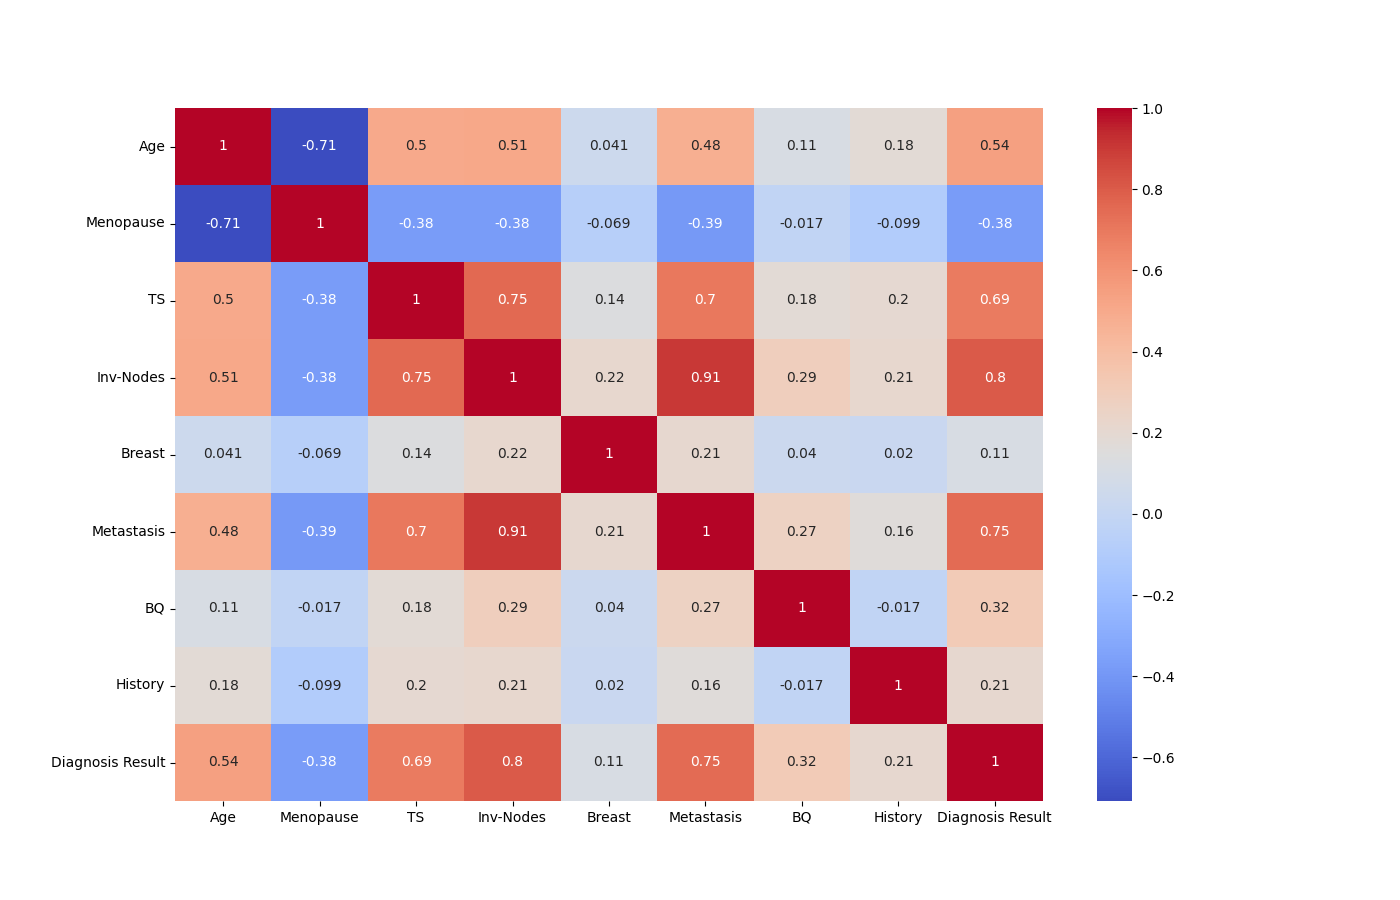 1.0
Age 1 -0.71 0.5 0.51 0.041 0.48 0.11 0.18 0.54
0.8
Menopause -0.71 1 -0.38 -0.38 -0.069 -0.39 -0.017 -0.099 -0.38
0.6
TS 0.5 -0.38 1 0.75 0.14 0.7 0.18 0.2 0.69
0.4
Inv-Nodes 0.51 -0.38 0.75 1 0.22 0.91 0.29 0.21 0.8
0.2
Breast 0.041 -0.069 0.14 0.22 1 0.21 0.04 0.02 0.11
0.0
Metastasis 0.48 -0.39 0.7 0.91 0.21 1 0.27 0.16 0.75
−0.2
BQ 0.11 -0.017 0.18 0.29 0.04 0.27 1 -0.017 0.32
−0.4
History 0.18 -0.099 0.2 0.21 0.02 0.16 -0.017 1 0.21
−0.6
Diagnosis Result 0.54 -0.38 0.69 0.8 0.11 0.75 0.32 0.21 1
Age Menopause TS Inv-Nodes Breast Metastasis BQ History Diagnosis Result